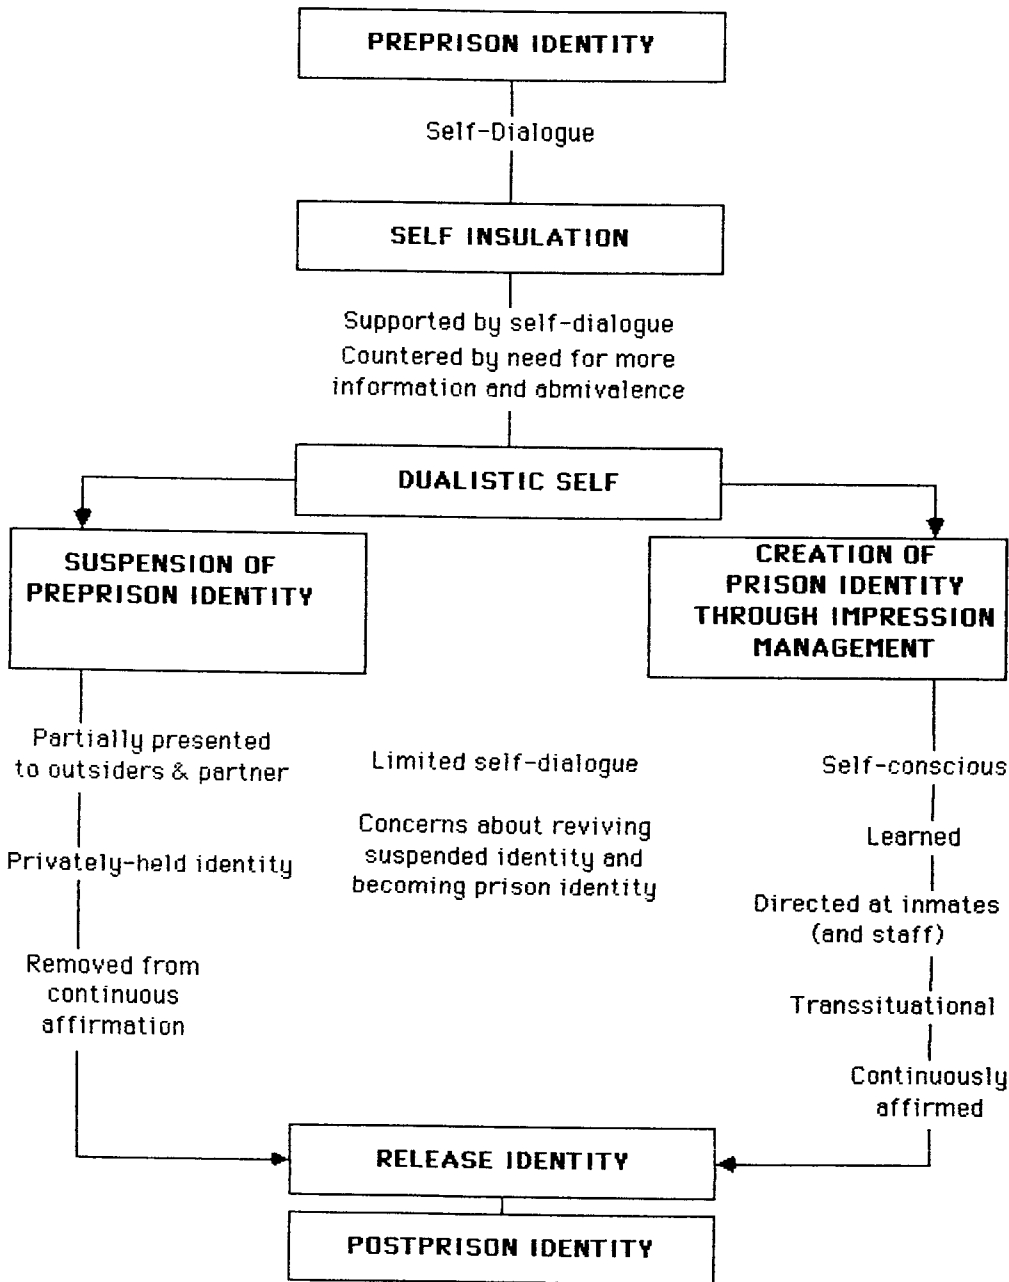 PREPRISON IDENTITY
Self-Dialogue
SELF INSULATION
Supported by self-dialogue
Countered by need for more
information and abmivalence
DUALISTIC SELF
SUSPENSION OF
PREPRISON IDENTITY
CREATION OF
PRISON IDENTITY
THROUGH IMPRESSION
MANAGEMENT
Partially presented
to outsiders & partner
Privately-held identity
Removed from
continuous
affirmation
Limited self-dialogue
Concerns about reviving
suspended identity and
becoming prison identity
Self-conscious
Learned
Directed at inmates
(and staff)
Transsituational
Continuously
affirmed
RELEASE IDENTITY
POSTPRISON IDENTITY